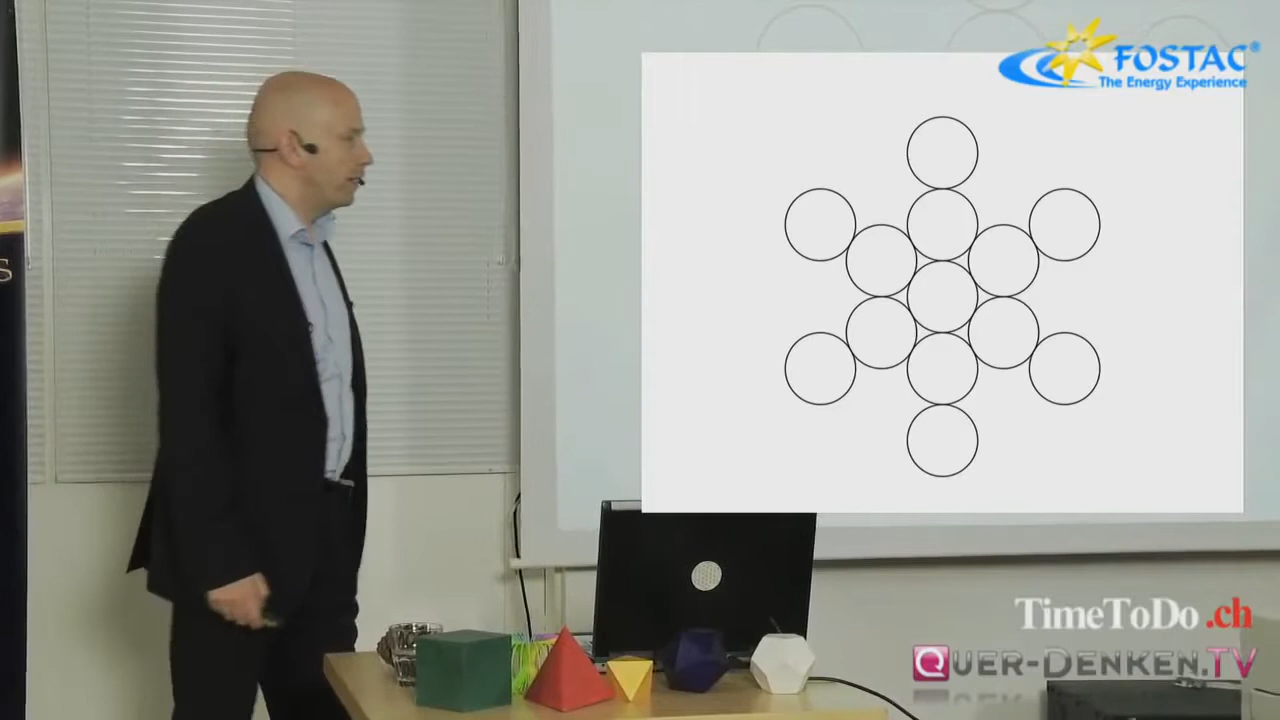 FOSTAC®
The Energy Experience
S
TimeToDo.ch
QUER-DENKEN.TV